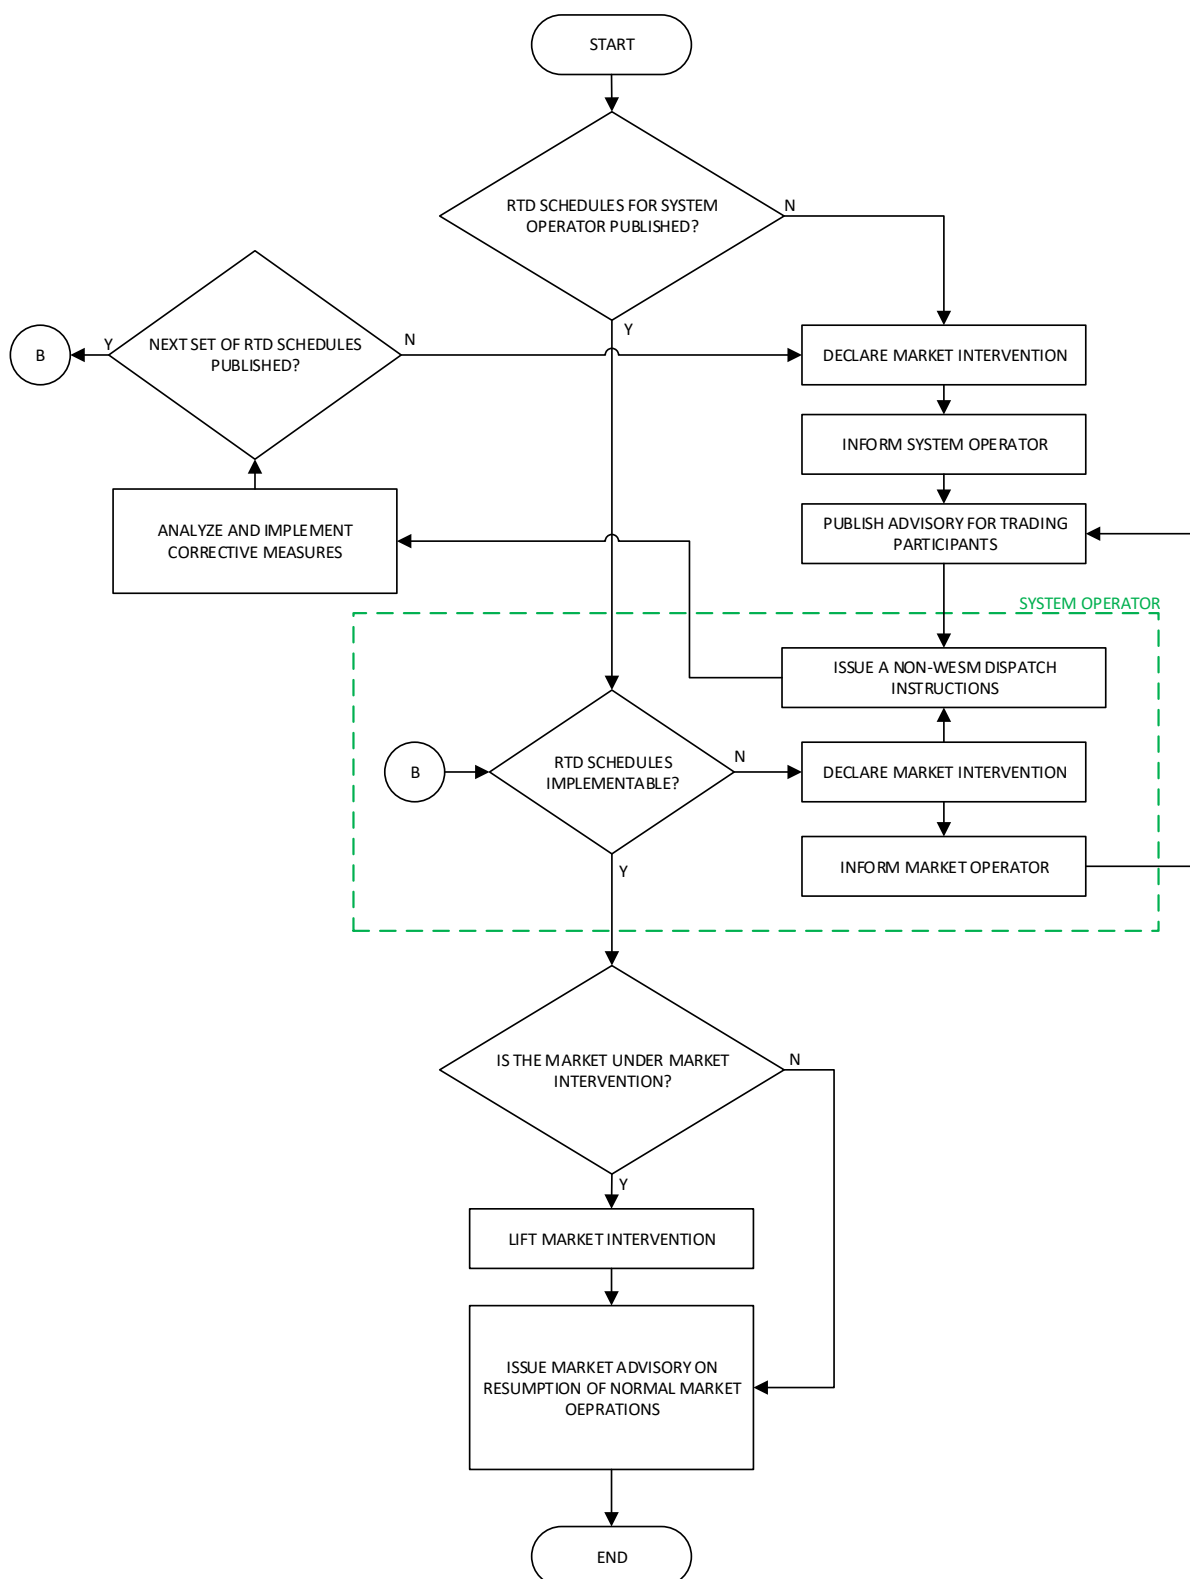 START
RTD SCHEDULES FOR SYSTEM
OPERATOR PUBLISHED?
N
Y
NEXT SET OF RTD SCHEDULES
PUBLISHED?
Y
N
B
DECLARE MARKET INTERVENTION
INFORM SYSTEM OPERATOR
PUBLISH ADVISORY FOR TRADING
PARTICIPANTS
ANALYZE AND IMPLEMENT
CORRECTIVE MEASURES
SYSTEM OPERATOR
ISSUE A NON-WESM DISPATCH
INSTRUCTIONS
B
RTD SCHEDULES
IMPLEMENTABLE?
N
Y
DECLARE MARKET INTERVENTION
INFORM MARKET OPERATOR
IS THE MARKET UNDER MARKET
INTERVENTION?
N
Y
LIFT MARKET INTERVENTION
ISSUE MARKET ADVISORY ON
RESUMPTION OF NORMAL MARKET
OEPRATIONS
END